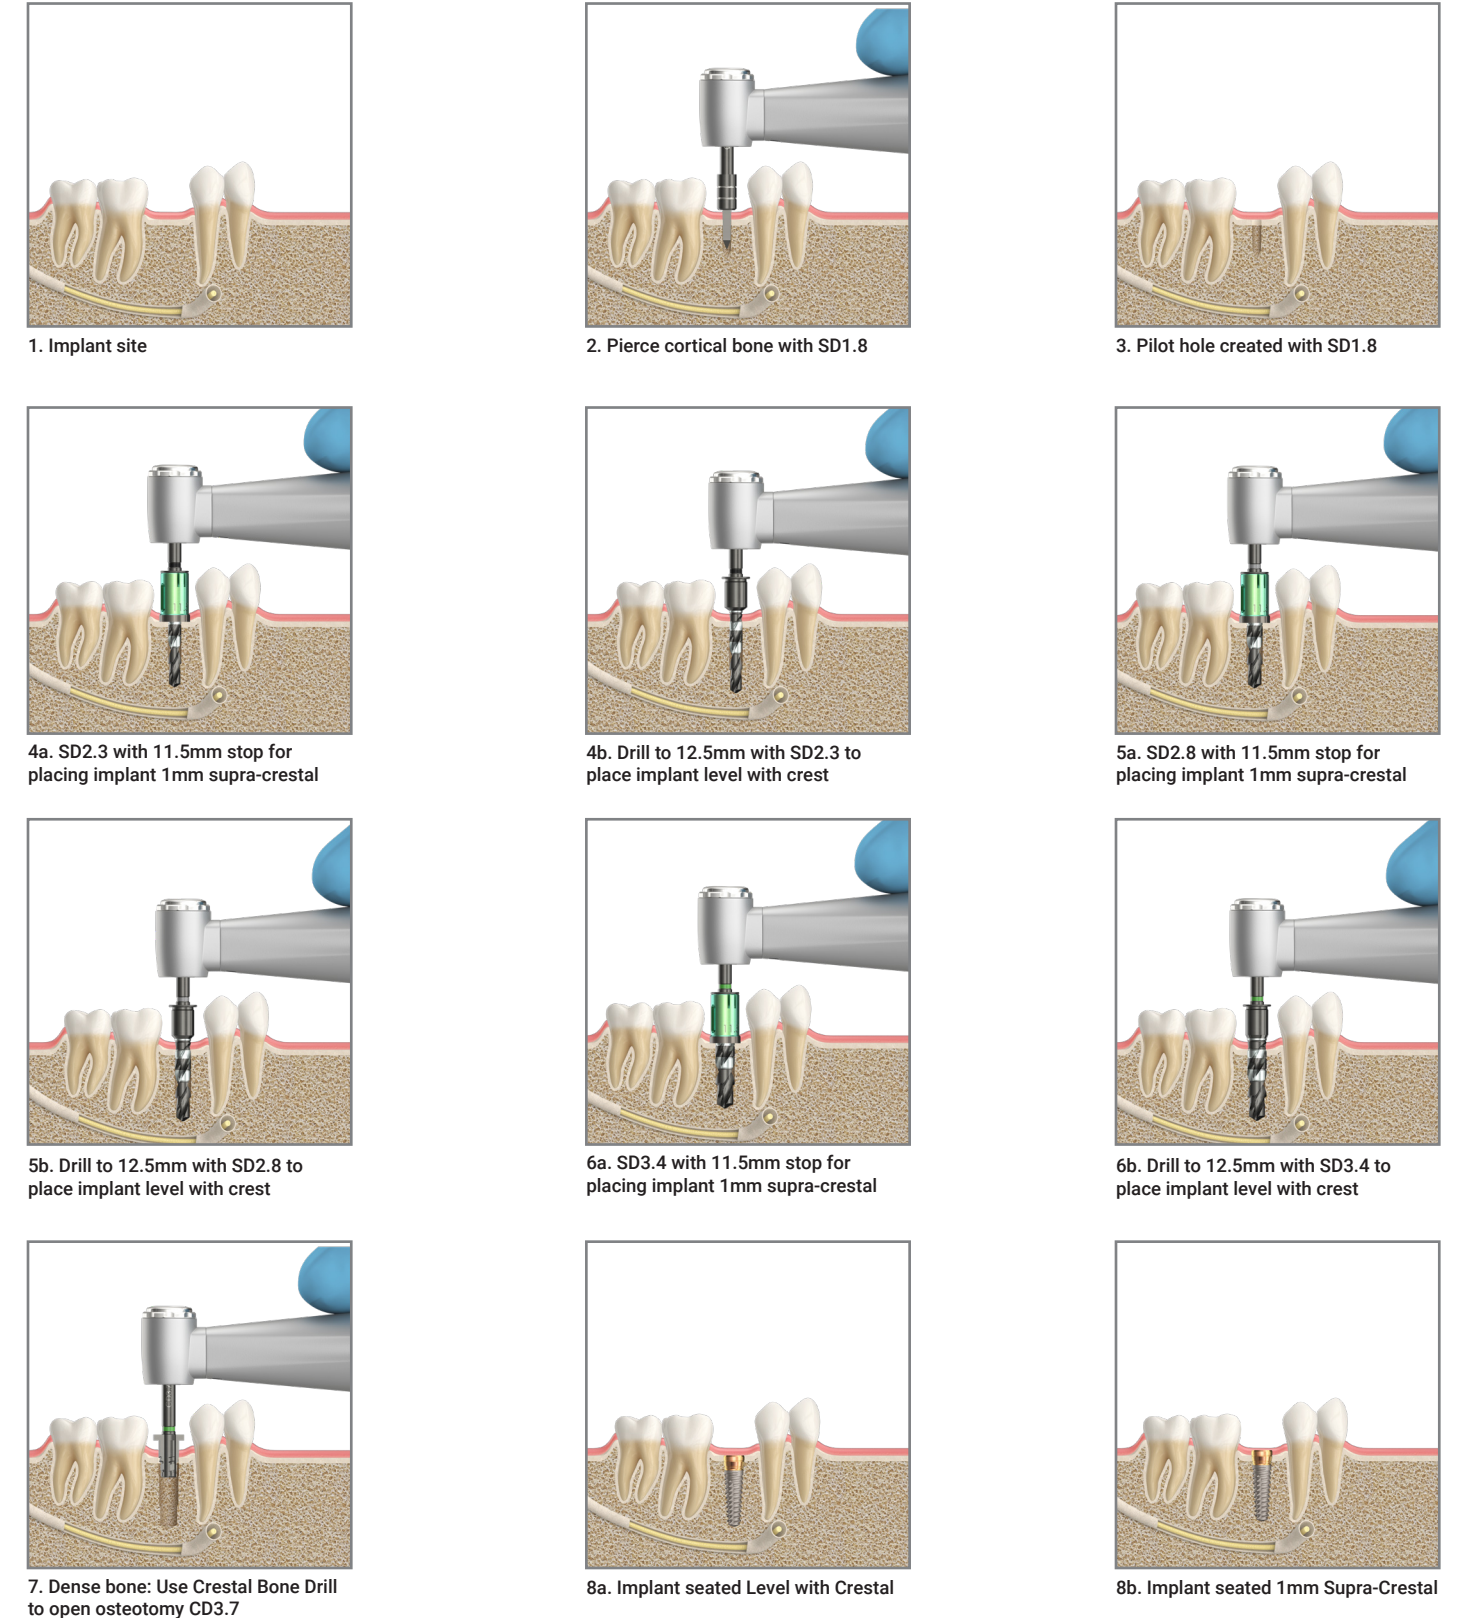 1. Implant site
2. Pierce cortical bone with SD1.8
3. Pilot hole created with SD1.8
4a. SD2.3 with 11.5mm stop for
placing implant 1mm supra-crestal
4b. Drill to 12.5mm with SD2.3 to
place implant level with crest
5a. SD2.8 with 11.5mm stop for
placing implant 1mm supra-crestal
5b. Drill to 12.5mm with SD2.8 to
place implant level with crest
6a. SD3.4 with 11.5mm stop for
placing implant 1mm supra-crestal
6b. Drill to 12.5mm with SD3.4 to
place implant level with crest
7. Dense bone: Use Crestal Bone Drill
to open osteotomy CD3.7
8a. Implant seated Level with Crestal
8b. Implant seated 1mm Supra-Crestal